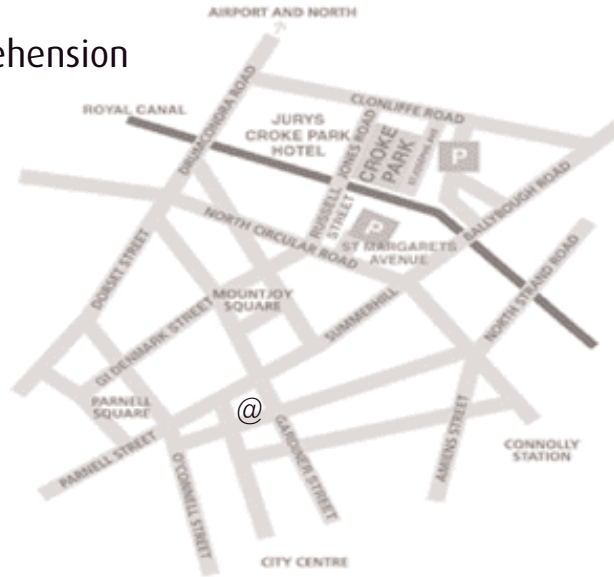 AIRPORT AND NORTH
ehension
CLONLIFFE ROAD
ROYAL CANAL
JURYS
CROKE PARK
HOTEL
DRUMCONDRA ROAD
JONES ROAD
CROKE
PARK
P
RUSSELL
STREET
P
BALLYBOUGH ROAD
NORTH CIRCULAR ROAD
ST MARGARETS
AVENUE
DORSET STREET
NORTH STRAND ROAD
MOUNTJOY
SQUARE
SUMMERHILL
GT DENMARK STREET
PARNELL
SQUARE
@
GARDINER STREET
AMIENS STREET
CONNOLLY
STATION
PARNELL STREET
O'CONNELL STREET
CITY CENTRE